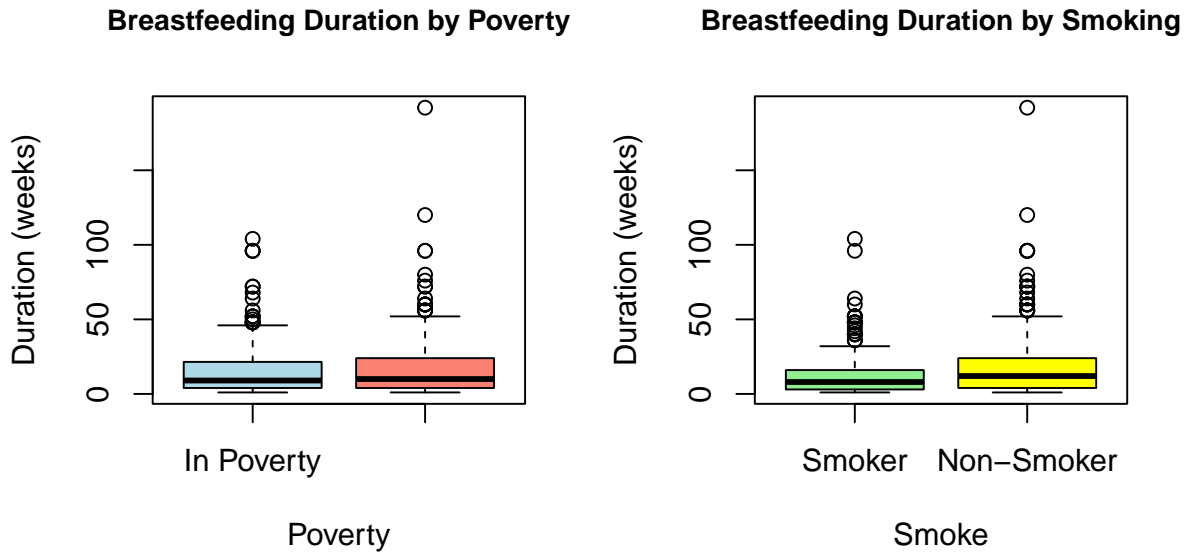 Breastfeeding Duration by Poverty
Duration (weeks)
0
50
100
In Poverty
Poverty
Breastfeeding Duration by Smoking
Duration (weeks)
0
50
100
Smoker
Non−Smoker
Smoke